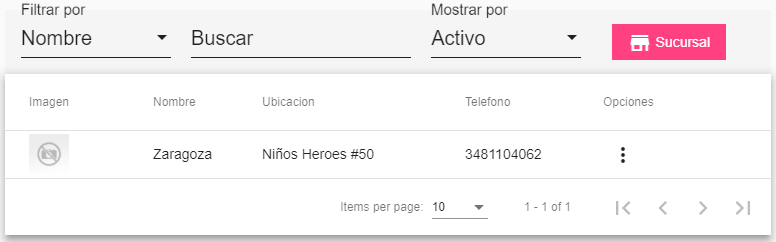 Filtrar por Mostrar por
Nombre Buscar Activo Sucursal
Imagen Nombre Ubicacion Telefono Opciones
Zaragoza Niños Heroes #50 3481104062
Items per page: 10 1 - 1 of 1